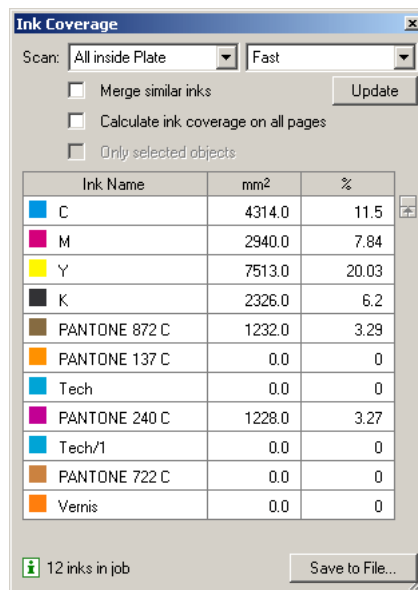 Ink Coverage
Scan: All inside Plate Fast
Merge similar inks Update
Calculate ink coverage on all pages
Only selected objects
Ink Name mm2 %
C 4314.0 11.5
M 2940.0 7.84
Y 7513.0 20.03
K 2326.0 6.2
PANTONE 872 C 1232.0 3.29
PANTONE 137 C 0.0 0
Tech 0.0 0
PANTONE 240 C 1228.0 3.27
Tech/1 0.0 0
PANTONE 722 C 0.0 0
Vernis 0.0 0
12 inks in job Save to File...